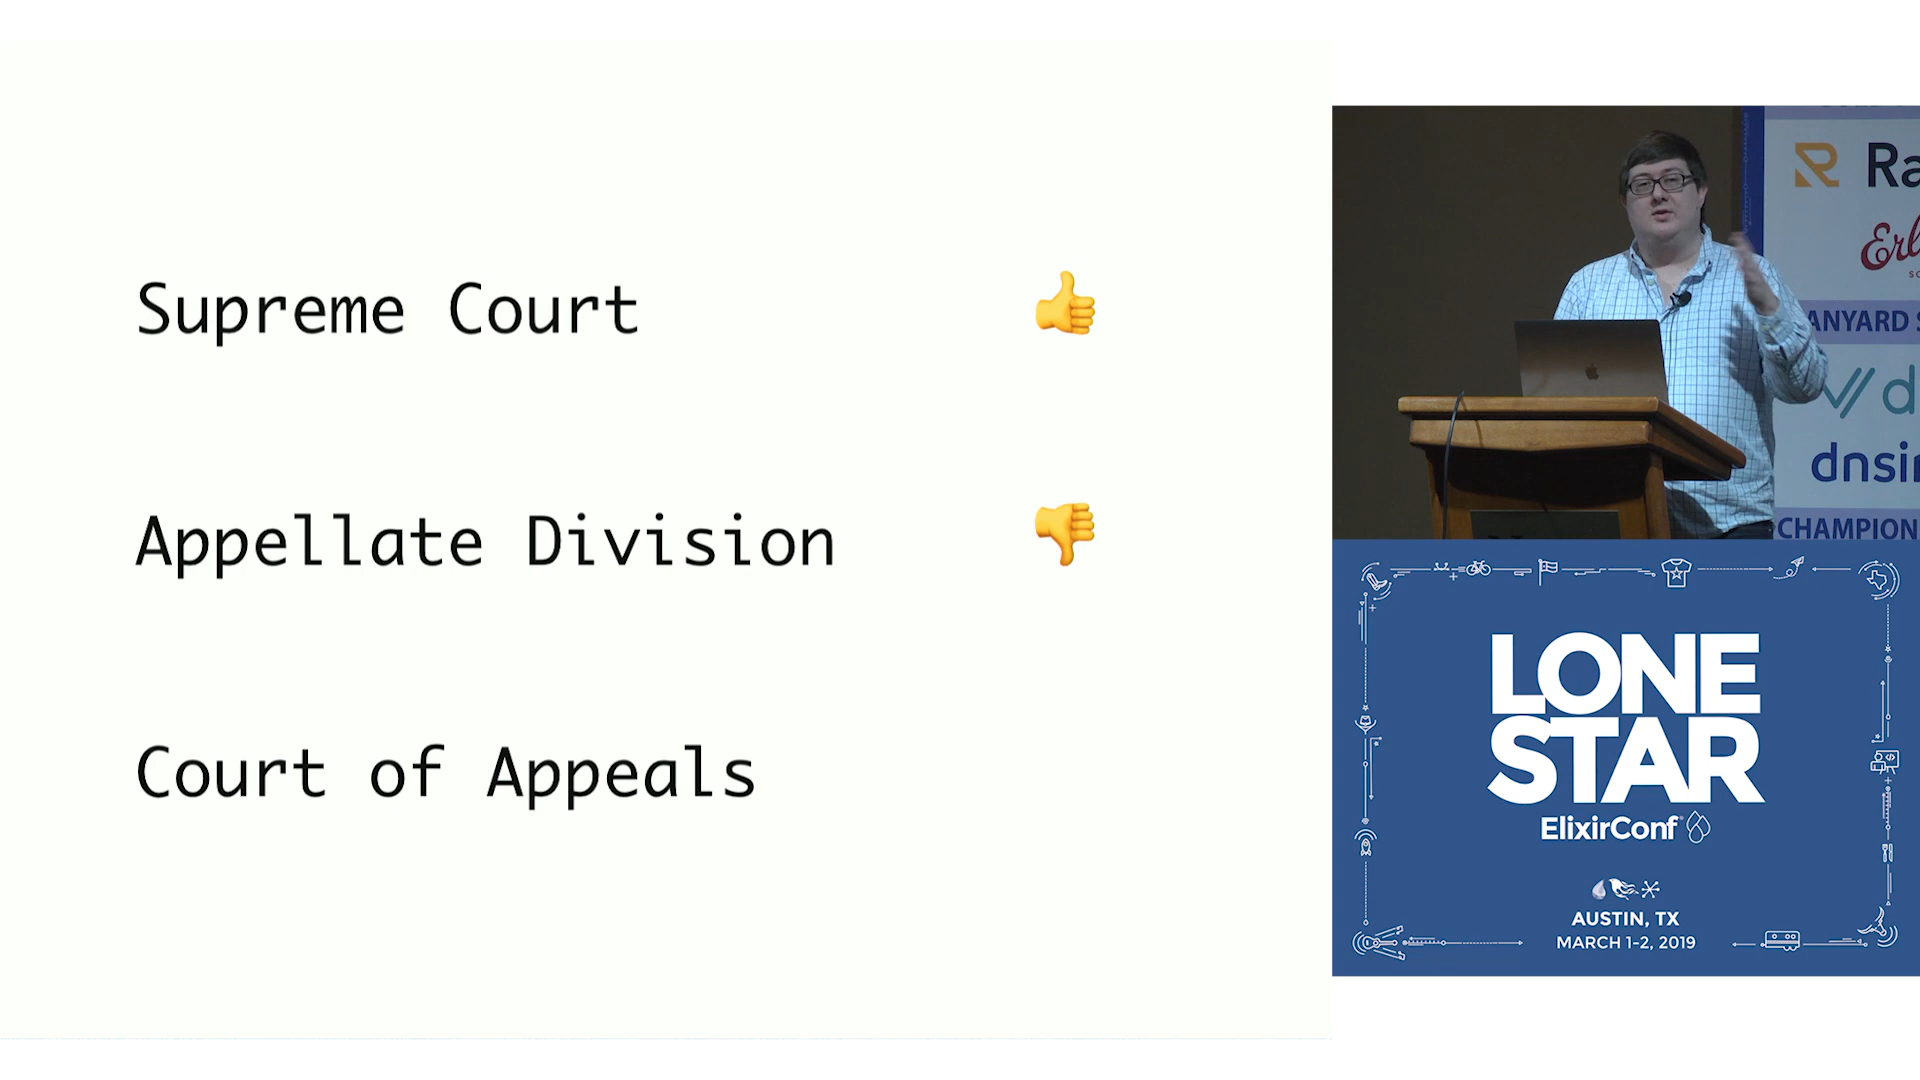 Supreme Court
Appellate Division
Court of Appeals
ANYARD
dnsi
CHAMPION
LONE
STAR
ElixirConf
AUSTIN, TX
MARCH 1-2, 2019